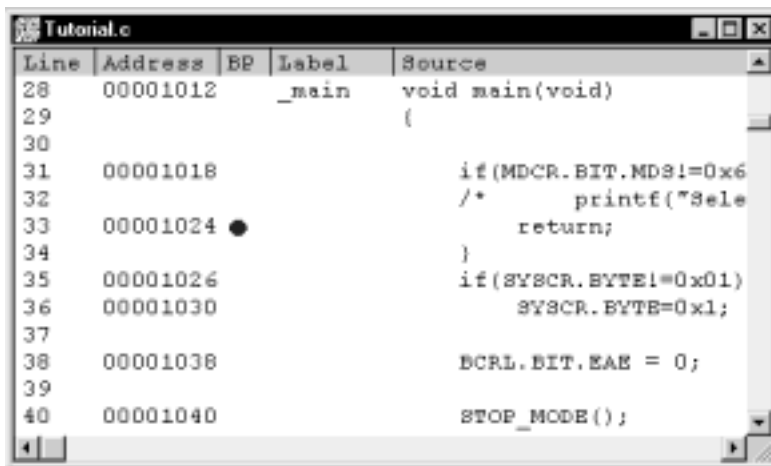 Tutorial.c
Line Address BP Label Source
28 00001012 _main void main(void)
29 {
30
31 00001018 if(MDCR.BIT.MDS!=0x6
32 /* printf("Sele
33 00001024 ● return;
34 }
35 00001026 if(SYSCR.BYTE!=0x01)
36 00001030 SYSCR.BYTE=0x1;
37
38 00001038 BCRL.BIT.EAE = 0;
39
40 00001040 STOP_MODE();